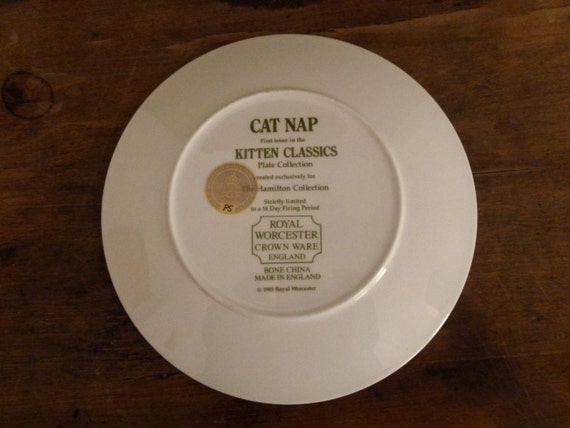 CAT NAP
First issue in the
KITTEN CLASSICS
Plate Collection
created exclusively for
The Hamilton Collection
Strictly limited
to a 14 Day Firing Period
ROYAL
WORCESTER
CROWN WARE
ENGLAND
BONE CHINA
MADE IN ENGLAND
© 1985 Royal Worcester
PS